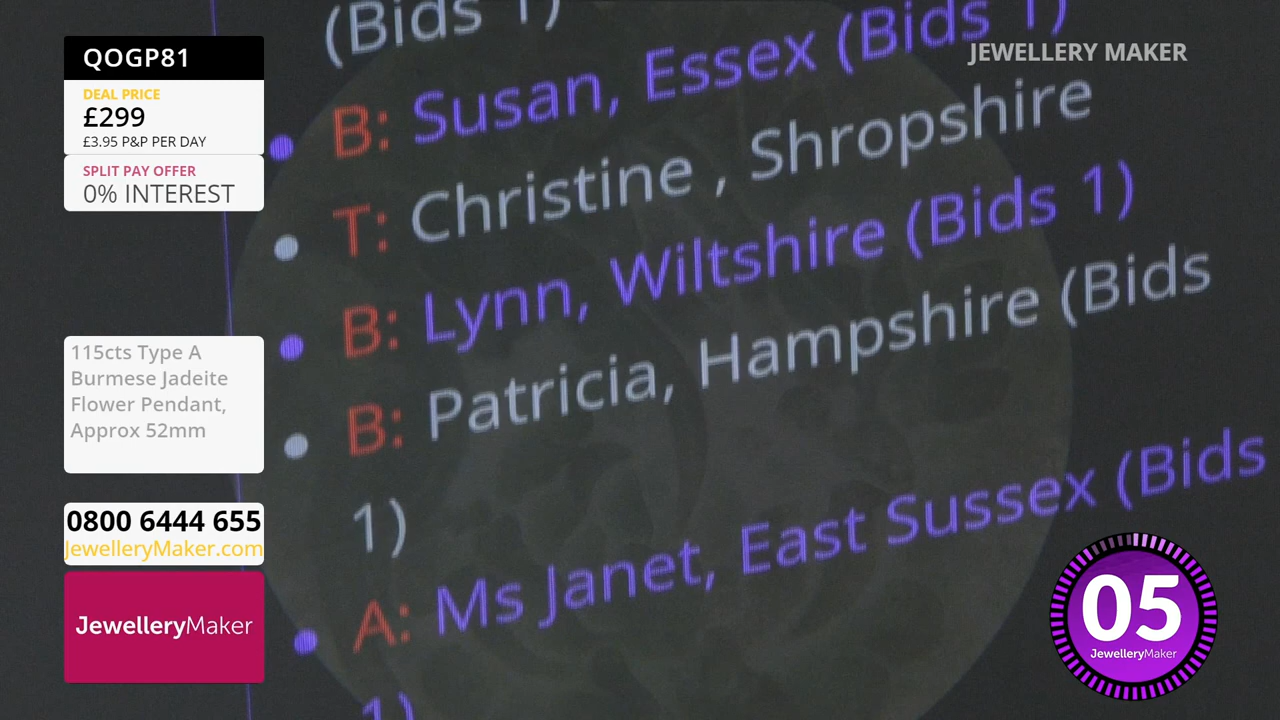 QOGP81
DEAL PRICE
£299
£3.95 P&P PER DAY
SPLIT PAY OFFER
0% INTEREST
115cts Type A
Burmese Jadeite
Flower Pendant,
Approx 52mm
0800 6444 655
JewelleryMaker.com
JewelleryMaker
JEWELLERY MAKER
(Bids 1)
B: Susan, Essex (Bids 1)
T: Christine , Shropshire
B: Lynn, Wiltshire (Bids 1)
B: Patricia, Hampshire (Bids
1)
A: Ms Janet, East Sussex (Bids
1)
05
JewelleryMaker